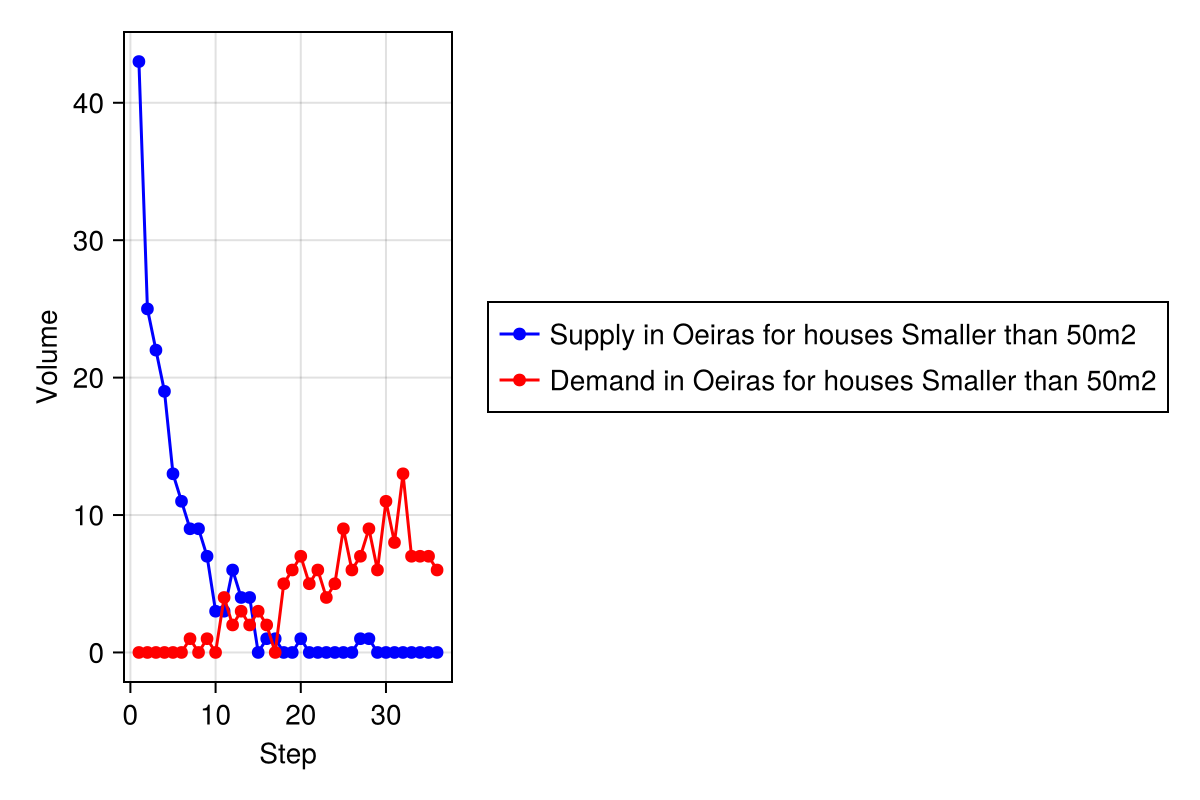 Volume
40
30
20
10
0
0 10 20 30
Step
Supply in Oeiras for houses Smaller than 50m2
Demand in Oeiras for houses Smaller than 50m2